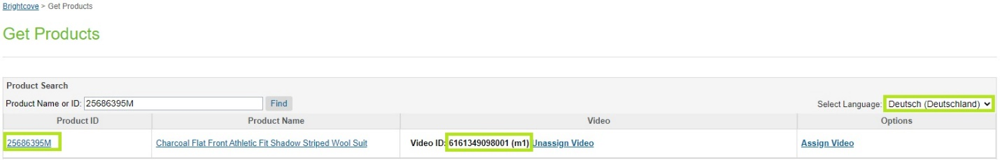 Brightcove > Get Products
Get Products
Product Search
Product Name or ID: 25686395M Find Select Language: Deutsch (Deutschland)
Product ID Product Name Video Options
25686395M Charcoal Flat Front Athletic Fit Shadow Striped Wool Suit Video ID: 6161349098001 (m1) Unassign Video Assign Video